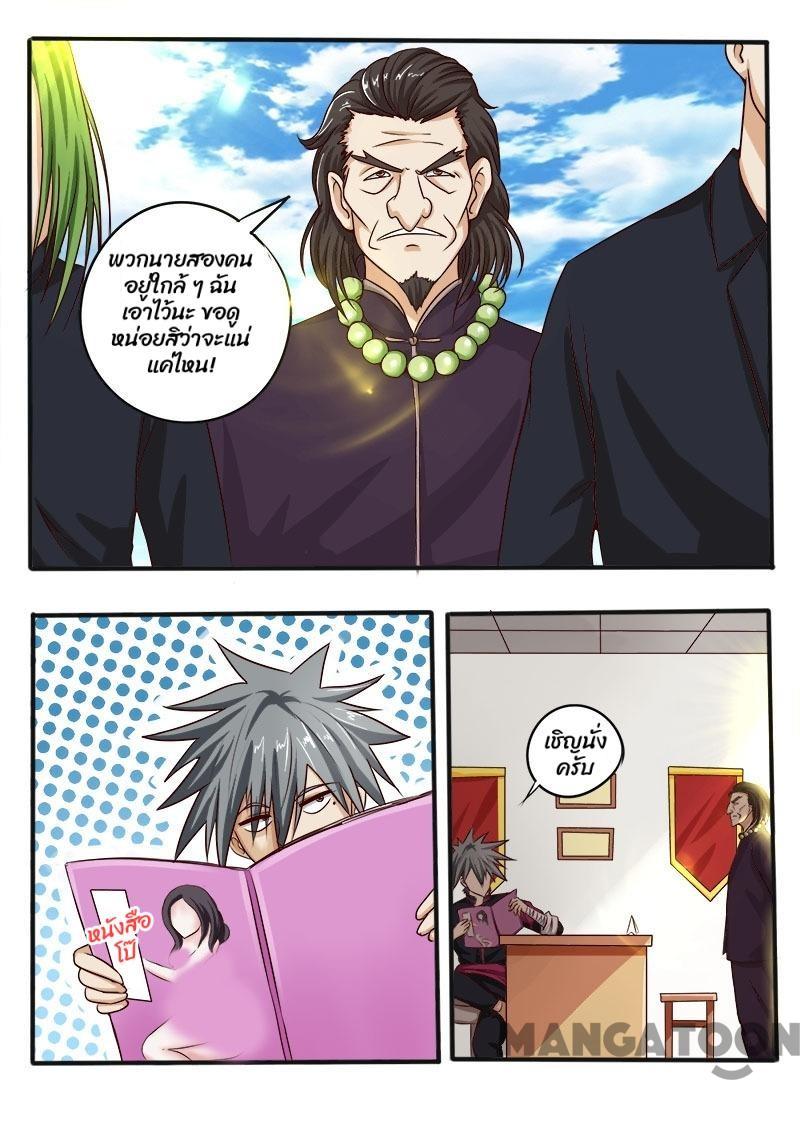 พวกนายสองคน
อยู่ใกล้ ๆ ฉัน
เอาไว้นะ ขอดู
หน่อยสิว่าจะแน่
แค่ไหน!
หนังสือ
โป๊
เชิญนั่ง
ครับ
MANGATOON